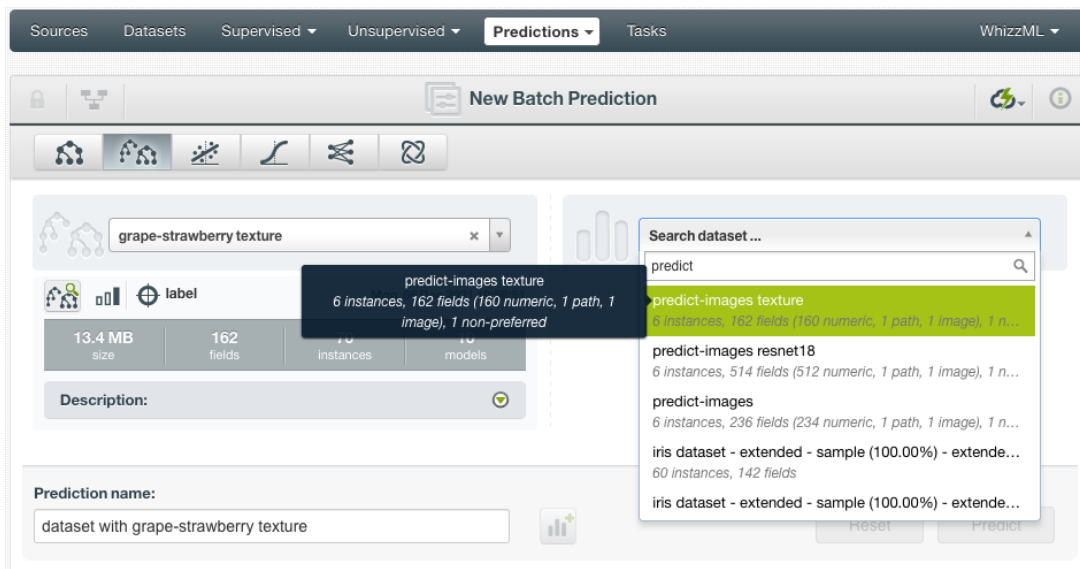 Sources Datasets Supervised Unsupervised Predictions Tasks WhizzML
New Batch Prediction
grape-strawberry texture
Search dataset ...
predict
predict-images texture
6 instances, 162 fields (160 numeric, 1 path, 1
image), 1 non-preferred
label
predict-images texture
6 instances, 162 fields (160 numeric, 1 path, 1 image), 1 n...
13.4 MB 162
size fields instances models
predict-images resnet18
6 instances, 514 fields (512 numeric, 1 path, 1 image), 1 n...
Description:
predict-images
6 instances, 236 fields (234 numeric, 1 path, 1 image), 1 n...
iris dataset - extended - sample (100.00%) - extende...
60 instances, 142 fields
iris dataset - extended - sample (100.00%) - extende...
Prediction name:
dataset with grape-strawberry texture
Reset Predict